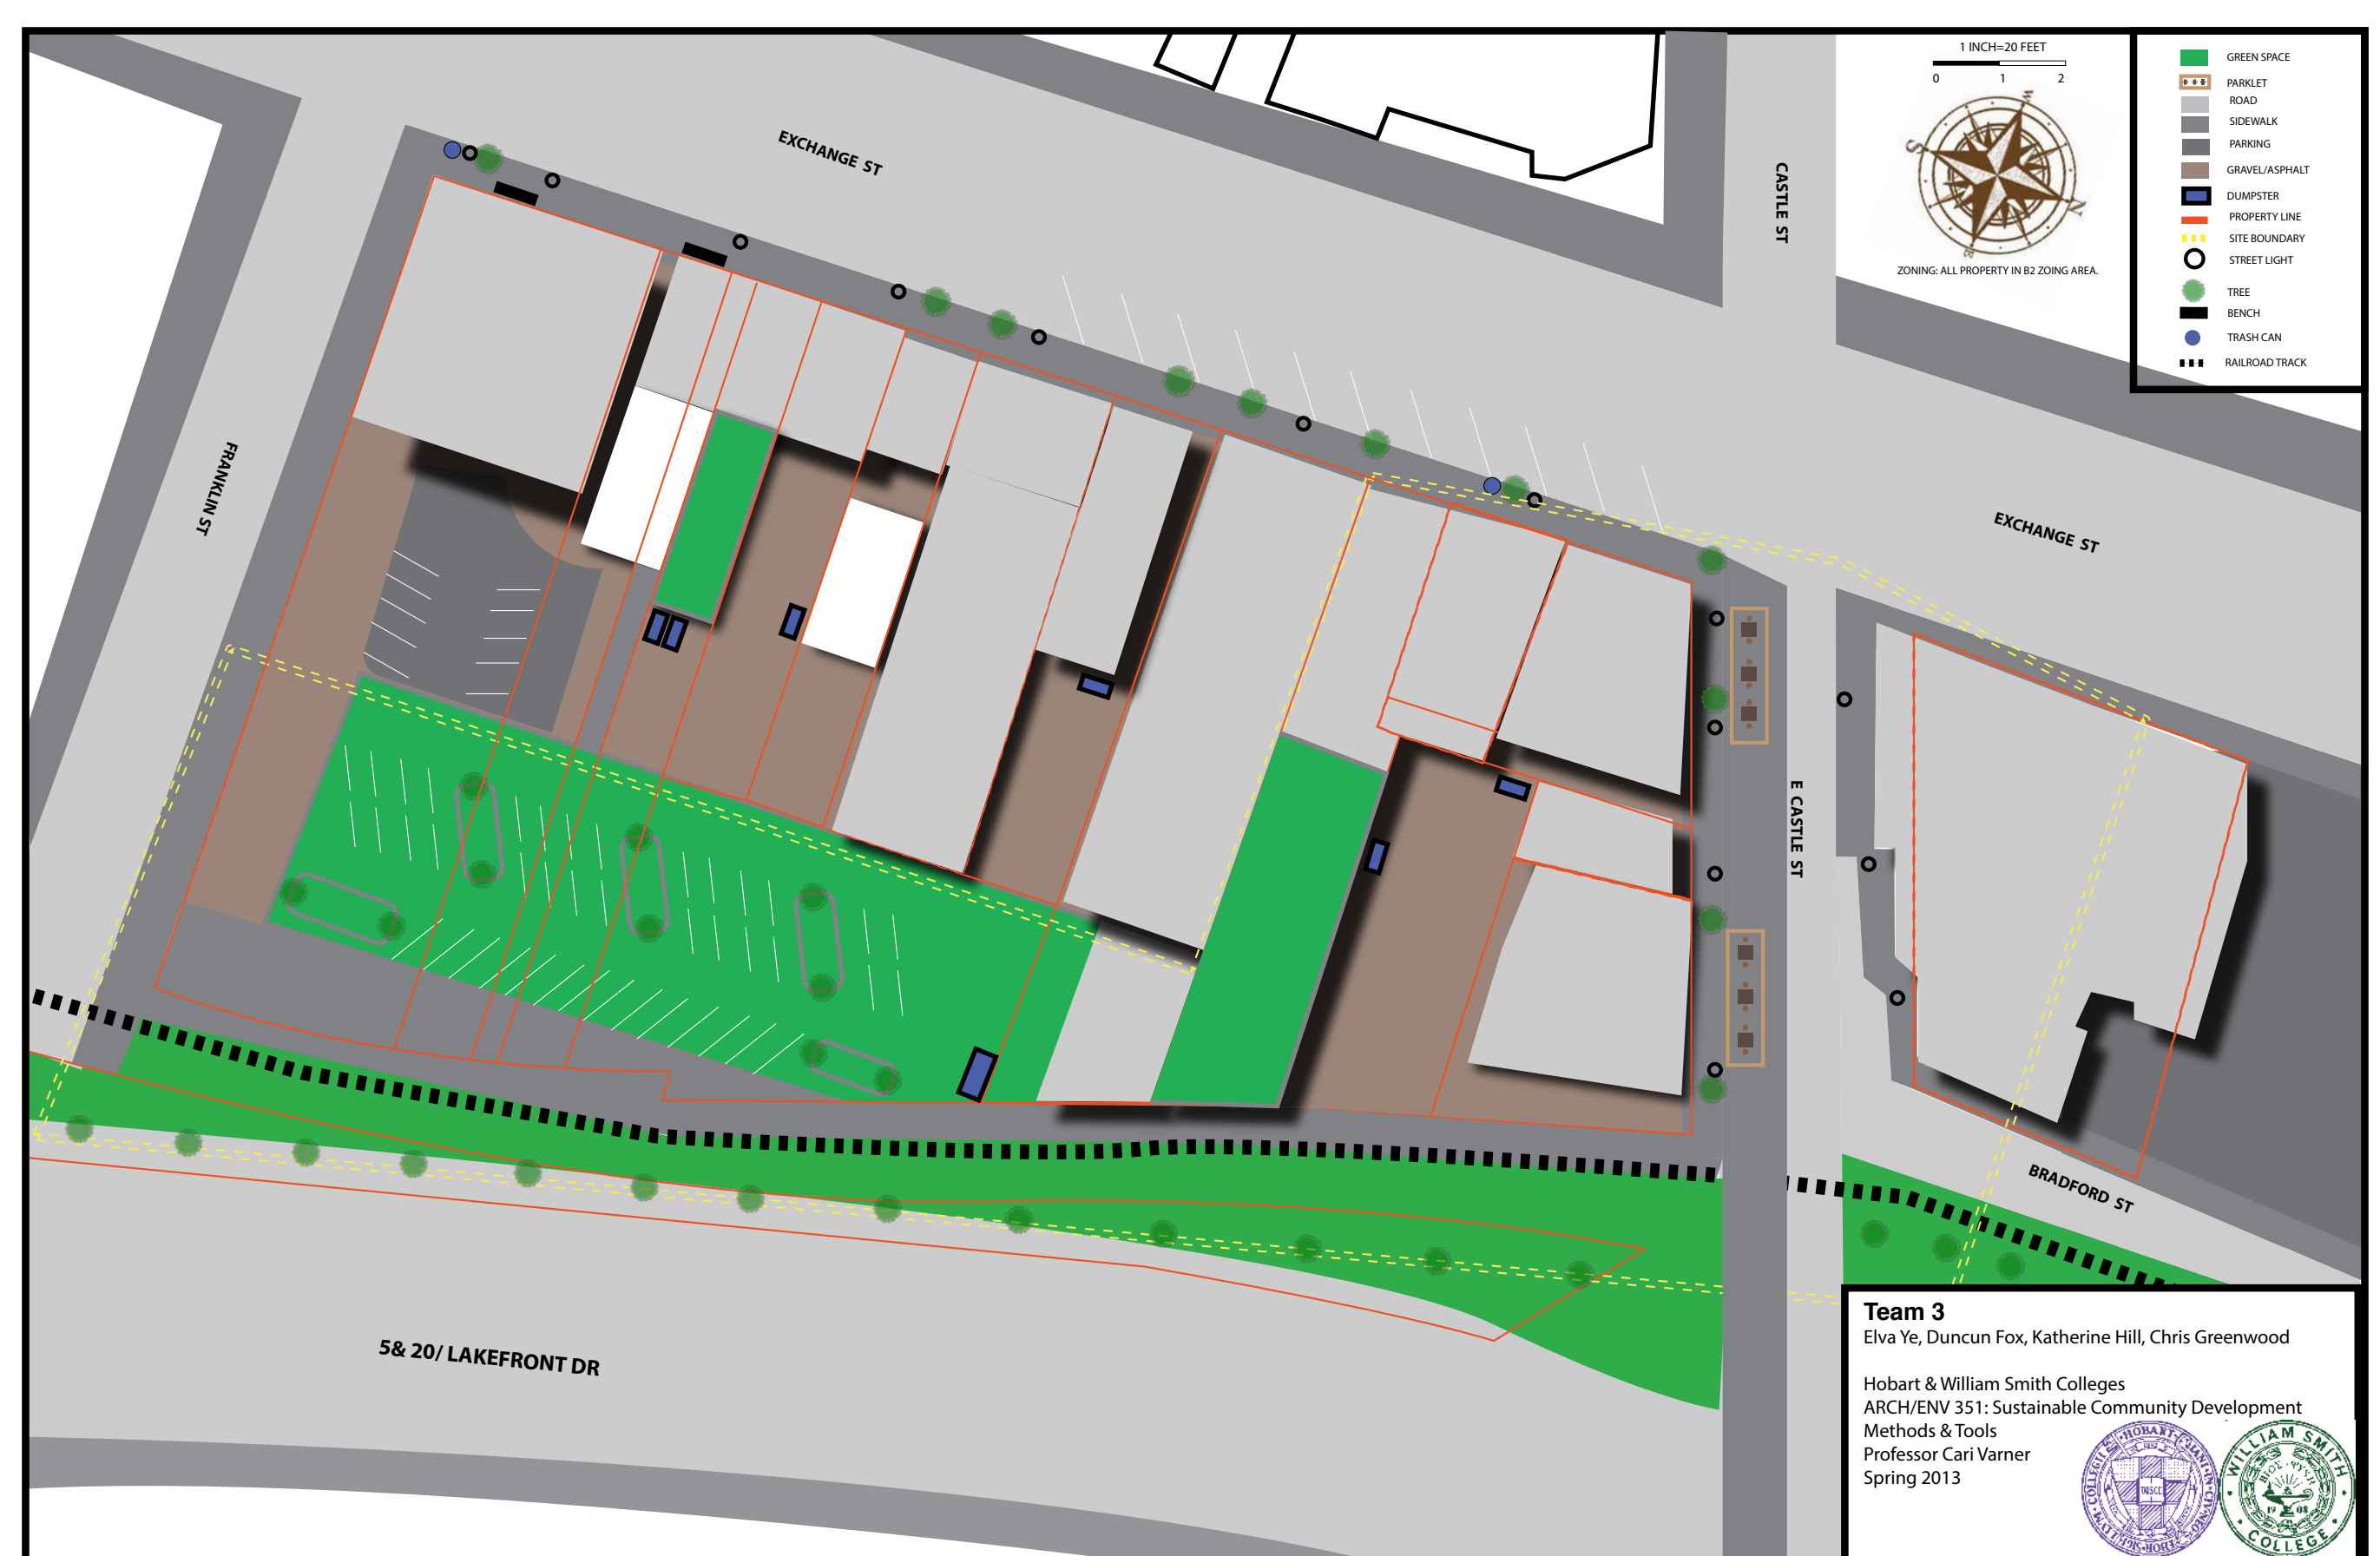 1 INCH=20 FEET
0 1 2
W
S
N
ZONING: ALL PROPERTY IN B2 ZOING AREA.
GREEN SPACE
PARKLET
ROAD
SIDEWALK
PARKING
GRAVEL/ASPHALT
DUMPSTER
PROPERTY LINE
SITE BOUNDARY
STREET LIGHT
TREE
BENCH
TRASH CAN
RAILROAD TRACK
EXCHANGE ST
CASTLE ST
FRANKLIN ST
EXCHANGE ST
E CASTLE ST
BRADFORD ST
5& 20/ LAKEFRONT DR
Team 3
Elva Ye, Duncun Fox, Katherine Hill, Chris Greenwood
Hobart & William Smith Colleges
ARCH/ENV 351: Sustainable Community Development
Methods & Tools
Professor Cari Varner
Spring 2013
HOBART
WILLIAM SMITH
19 08
COLLEGE